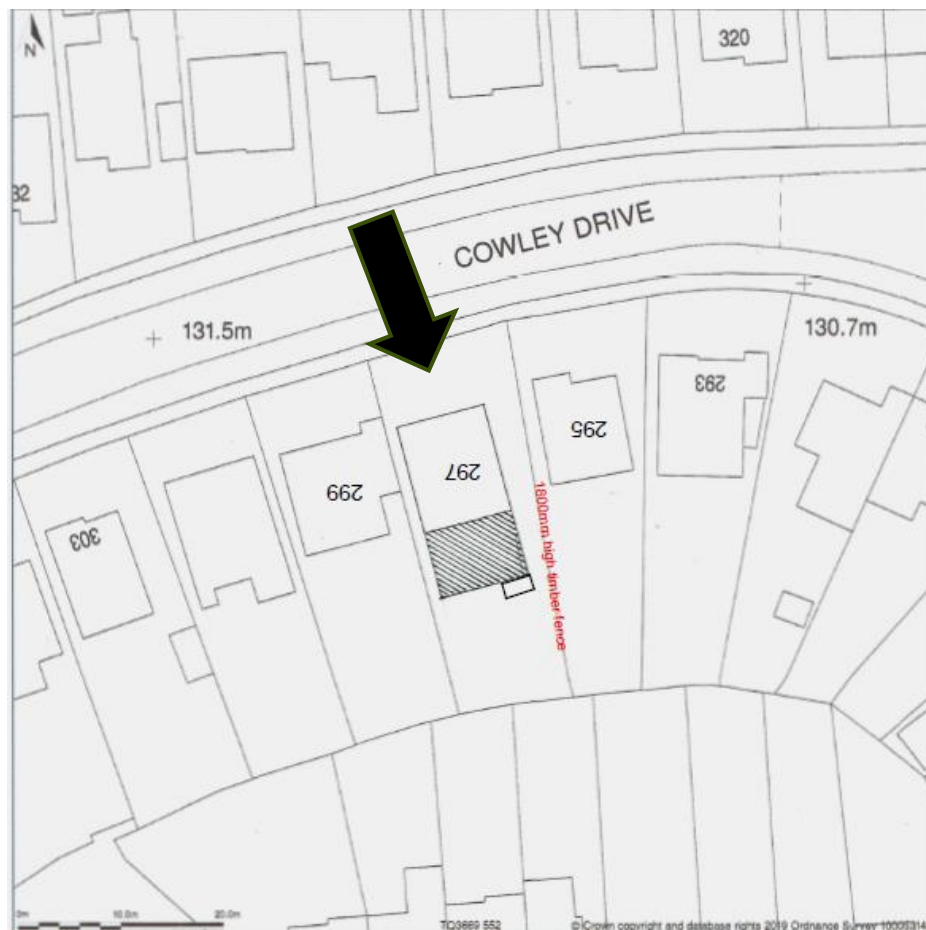 N
320
32
COWLEY DRIVE
131.5m
130.7m
293
295
297
299
303
1800mm high timber fence
0m 10.0m 20.0m
TQ3669 552
© Crown copyright and database rights 2019 Ordnance Survey